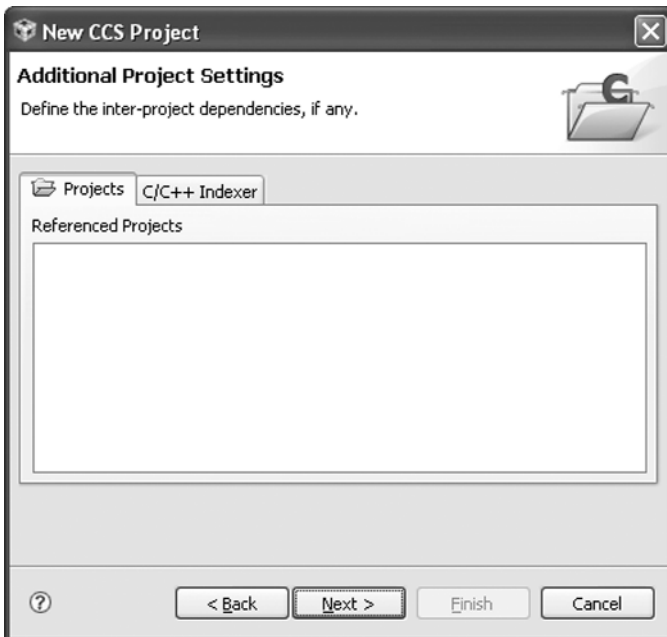 New CCS Project
Additional Project Settings
Define the inter-project dependencies, if any.
Projects
C/C++ Indexer
Referenced Projects
< Back
Next >
Finish
Cancel